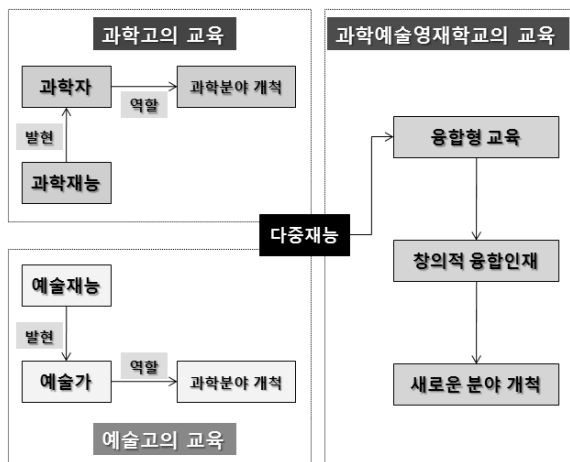 과학고의 교육
과학자
역할
과학분야 개척
발현
과학재능
다중재능
예술재능
발현
예술가
역할
과학분야 개척
예술고의 교육
과학예술영재학교의 교육
융합형 교육
창의적 융합인재
새로운 분야 개척